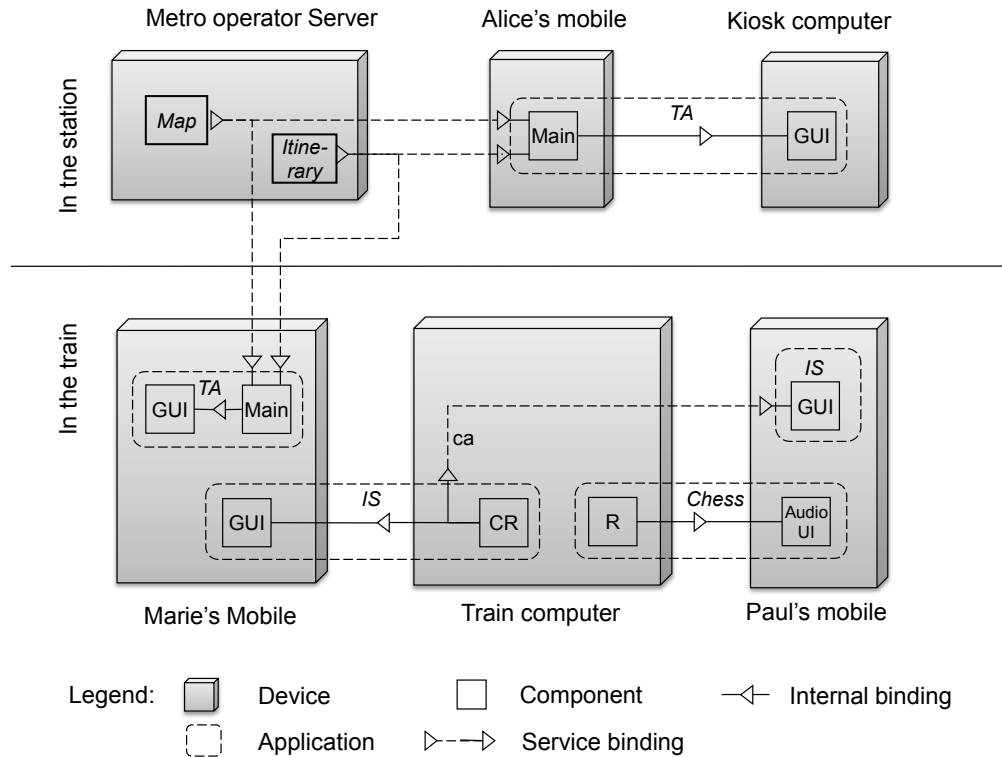 Metro operator Server
Alice's mobile
Kiosk computer
In tne station
Map
Itine-
rary
Main
TA
GUI
In the train
TA
GUI
Main
IS
GUI
ca
GUI
IS
CR
R
Chess
Audio
UI
Marie's Mobile
Train computer
Paul's mobile
Legend:
Device
Component
Internal binding
Application
Service binding